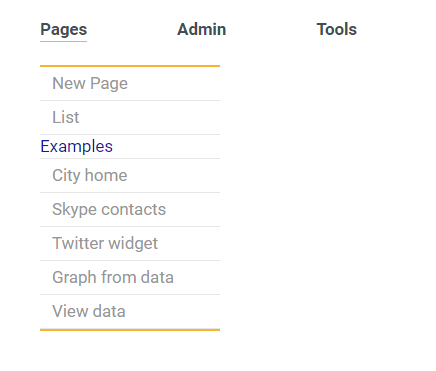 Pages Admin Tools
New Page
List
Examples
City home
Skype contacts
Twitter widget
Graph from data
View data